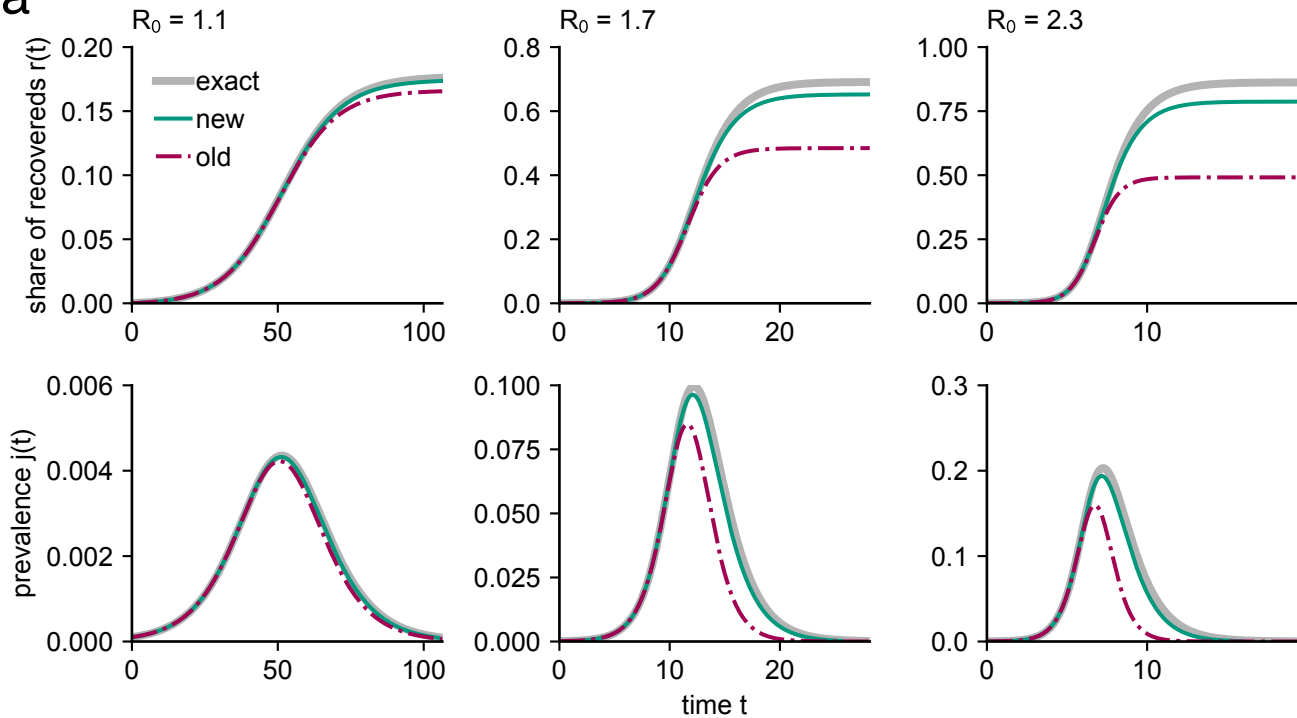 a
R₀ = 1.1
R₀ = 1.7
R₀ = 2.3
share of recovereds r(t)
0.20
0.15
0.10
0.05
0.00
exact
new
old
0 50 100
0.8
0.6
0.4
0.2
0.0
0 10 20
1.00
0.75
0.50
0.25
0.00
0 10
prevalence j(t)
0.006
0.004
0.002
0.000
0 50 100
0.100
0.075
0.050
0.025
0.000
0 10 20
0.3
0.2
0.1
0.0
0 10
time t